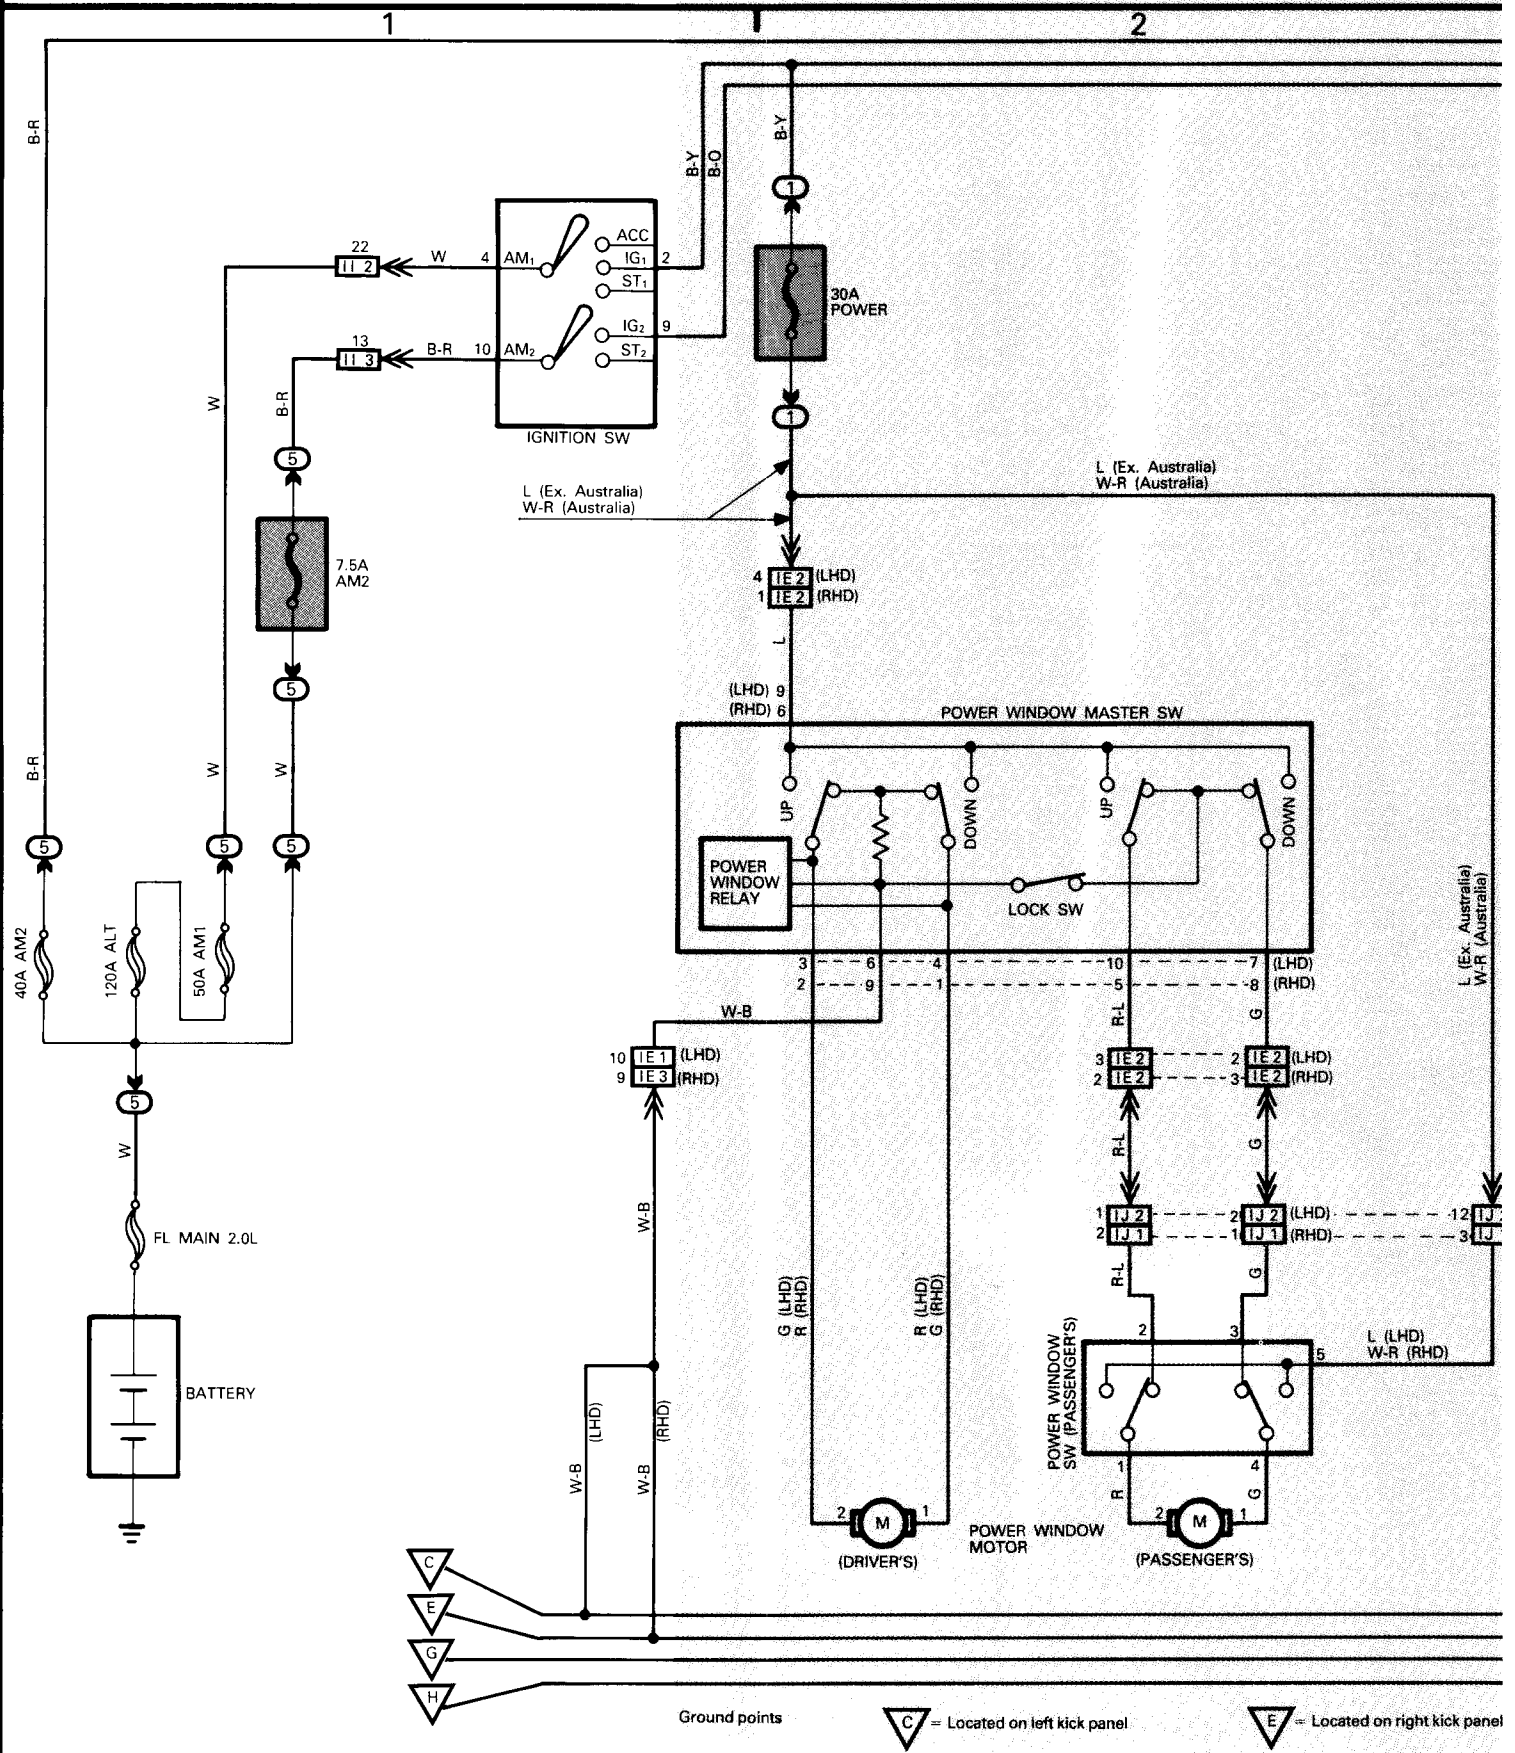 1
2
B-R
B-Y
B-O
B-Y
1
22
II 2
W
4
AM1
ACC
IG1
2
ST1
30A
POWER
13
II 3
B-R
10
AM2
IG2
9
ST2
W
B-R
1
IGNITION SW
5
L (Ex. Australia)
W-R (Australia)
L (Ex. Australia)
W-R (Australia)
7.5A
AM2
4 IE 2 (LHD)
1 IE 2 (RHD)
L
5
(LHD) 9
(RHD) 6
POWER WINDOW MASTER SW
B-R
W
W
UP
DOWN
UP
DOWN
5
5
5
POWER
WINDOW
RELAY
LOCK SW
L (Ex. Australia)
W-R (Australia)
40A AM2
120A ALT
50A AM1
3 6 4 10 7 (LHD)
2 9 1 5 8 (RHD)
W-B
R-L
G
10 IE 1 (LHD)
9 IE 3 (RHD)
3 IE 2 2 IE 2 (LHD)
2 IE 2 3 IE 2 (RHD)
5
W
R-L
G
W-B
FL MAIN 2.0L
1 IJ 2 2 IJ 2 (LHD) 12 IJ
2 IJ 1 1 IJ 1 (RHD) 3 IJ
R-L
G
G (LHD)
R (RHD)
R (LHD)
G (RHD)
2
3
POWER WINDOW
SW (PASSENGER'S)
5
L (LHD)
W-R (RHD)
BATTERY
(LHD)
(RHD)
W-B
W-B
1
4
R
G
2 M 1
2 M 1
POWER WINDOW
MOTOR
(DRIVER'S)
(PASSENGER'S)
C
E
G
H
Ground points
C = Located on left kick panel
E = Located on right kick panel